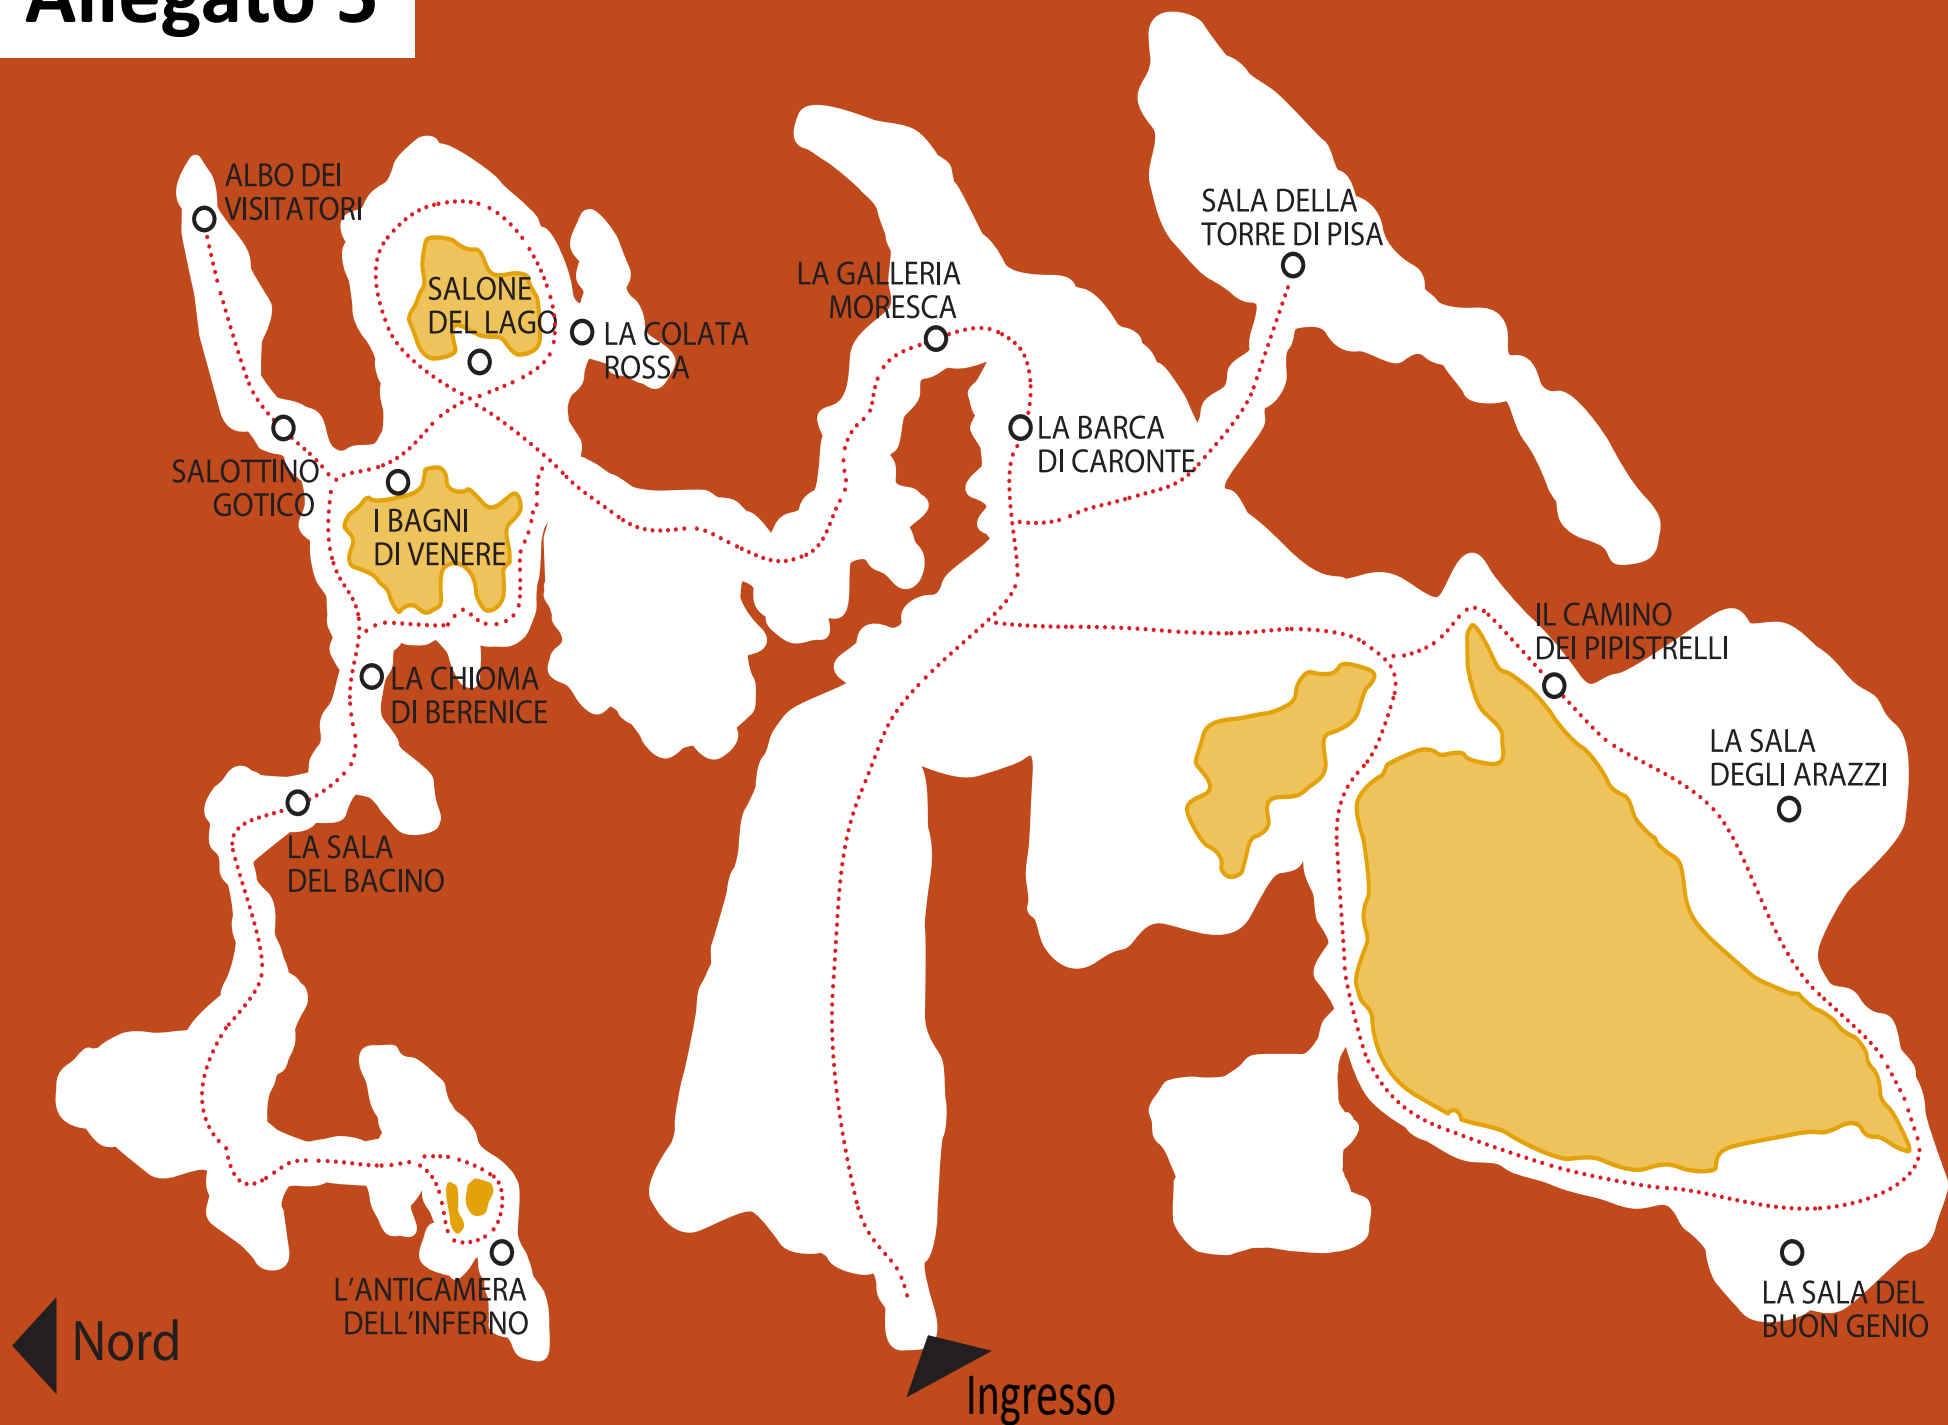 Allegato 3
ALBO DEI
VISITATORI
SALONE
DEL LAGO
LA COLATA
ROSSA
LA GALLERIA
MORESCA
SALA DELLA
TORRE DI PISA
LA BARCA
DI CARONTE
SALOTTINO
GOTICO
I BAGNI
DI VENERE
IL CAMINO
DEI PIPISTRELLI
LA CHIOMA
DI BERENICE
LA SALA
DEGLI ARAZZI
LA SALA
DEL BACINO
L'ANTICAMERA
DELL'INFERNO
LA SALA DEL
BUON GENIO
Nord
Ingresso